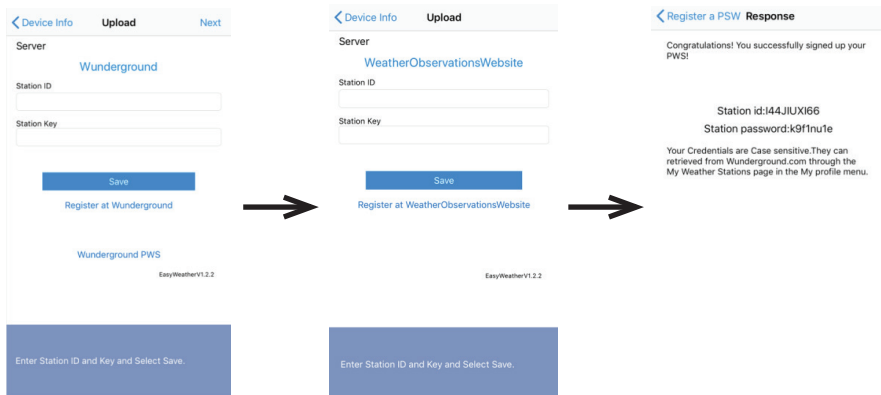 Device Info Upload Next
Server
Wunderground
Station ID
Station Key
Save
Register at Wunderground
Wunderground PWS
EasyWeatherV1.2.2
Enter Station ID and Key and Select Save.
Device Info Upload
Server
WeatherObservationsWebsite
Station ID
Station Key
Save
Register at WeatherObservationsWebsite
EasyWeatherV1.2.2
Enter Station ID and Key and Select Save.
Register a PSW Response
Congratulations! You successfully signed up your
PWS!
Station id:I44JIUXI66
Station password:k9f1nu1e
Your Credentials are Case sensitive.They can
retrieved from Wunderground.com through the
My Weather Stations page in the My profile menu.